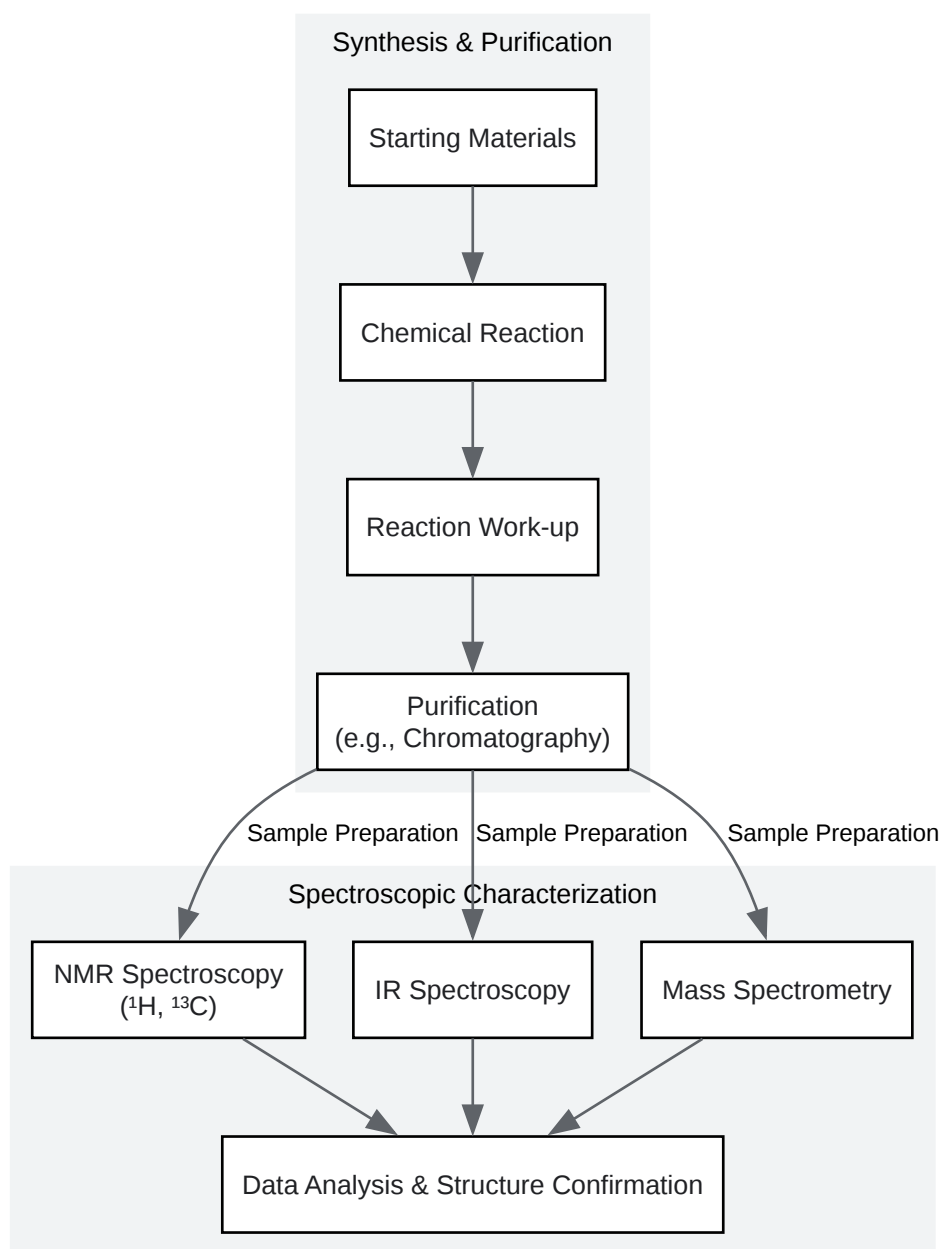 Synthesis & Purification
Starting Materials
Chemical Reaction
Reaction Work-up
Purification
(e.g., Chromatography)
Sample Preparation
Sample Preparation
Sample Preparation
Spectroscopic Characterization
NMR Spectroscopy
(¹H, ¹³C)
IR Spectroscopy
Mass Spectrometry
Data Analysis & Structure Confirmation